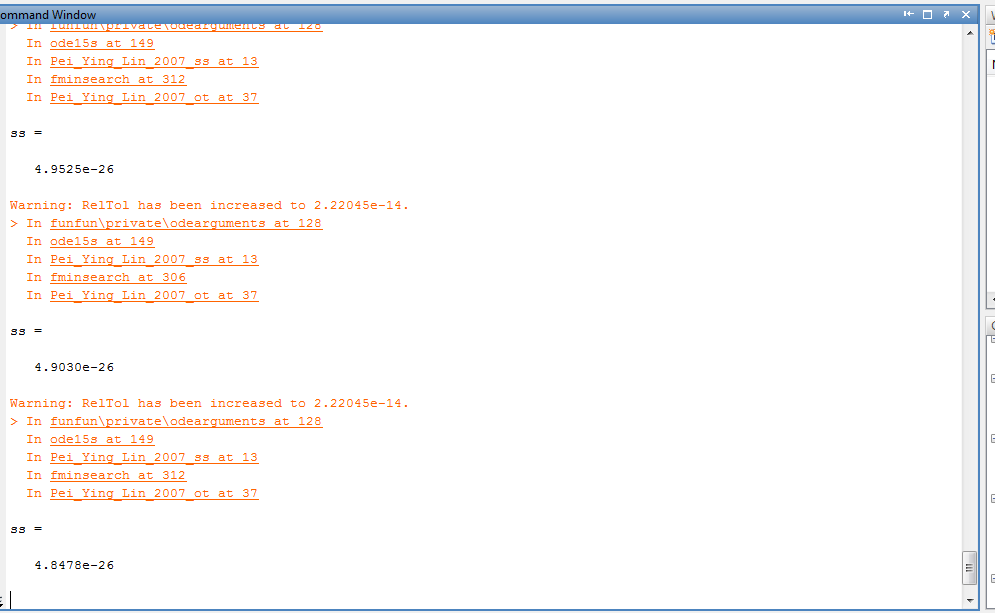 ommand Window
> In funfun\private\odearguments at 128
In ode15s at 149
In Pei_Ying_Lin_2007_ss at 13
In fminsearch at 312
In Pei_Ying_Lin_2007_ot at 37
ss =
4.9525e-26
Warning: RelTol has been increased to 2.22045e-14.
> In funfun\private\odearguments at 128
In ode15s at 149
In Pei_Ying_Lin_2007_ss at 13
In fminsearch at 306
In Pei_Ying_Lin_2007_ot at 37
ss =
4.9030e-26
Warning: RelTol has been increased to 2.22045e-14.
> In funfun\private\odearguments at 128
In ode15s at 149
In Pei_Ying_Lin_2007_ss at 13
In fminsearch at 312
In Pei_Ying_Lin_2007_ot at 37
ss =
4.8478e-26